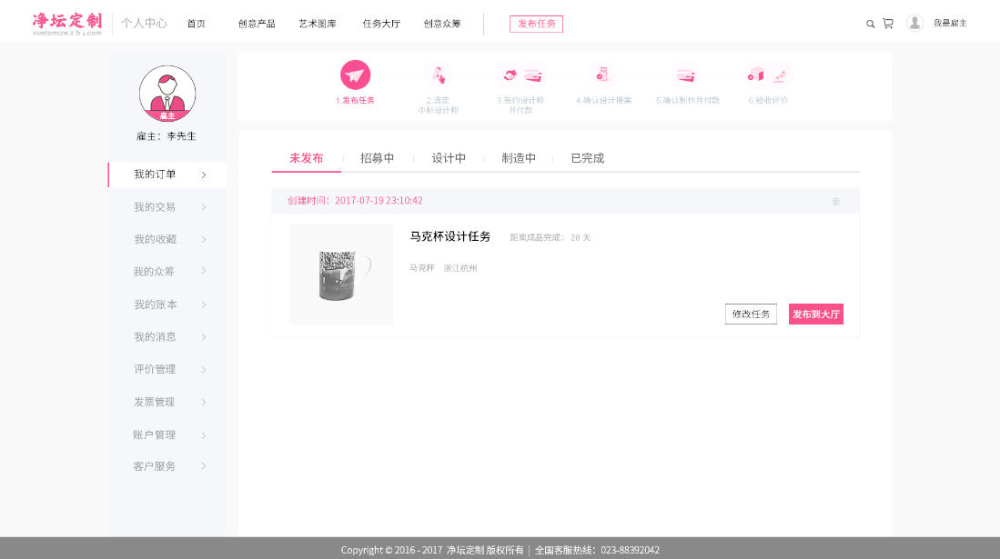 净坛定制
customize.zbj.com
个人中心
首页
创意产品
艺术图库
任务大厅
创意众筹
发布任务
我是雇主
雇主
雇主：李先生
我的订单
我的交易
我的收藏
我的众筹
我的账本
我的消息
评价管理
发票管理
账户管理
客户服务
1.发布任务
2.选定
中标设计师
3.签约设计师
并付款
4.确认设计提案
5.确认制作并付款
6.验收评价
未发布
招募中
设计中
制造中
已完成
创建时间：2017-07-19 23:10:42
马克杯设计任务
距离成品完成：28 天
马克杯 浙江杭州
修改任务
发布到大厅
Copyright © 2016 - 2017 净坛定制 版权所有 | 全国客服热线：023-88392042